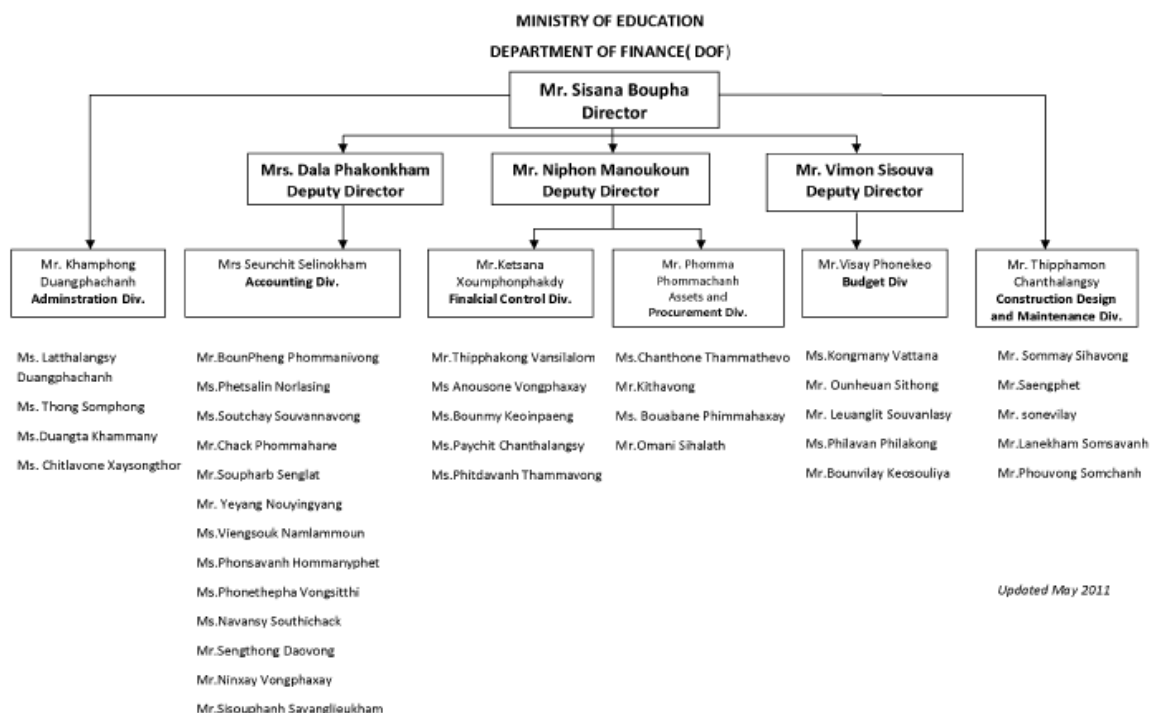 MINISTRY OF EDUCATION
DEPARTMENT OF FINANCE( DOF)
Mr. Sisana Boupha
Director
Mrs. Dala Phakonkham
Deputy Director
Mr. Niphon Manoukoun
Deputy Director
Mr. Vimon Sisouva
Deputy Director
Mr. Khamphong
Duangphachanh
Adminstration Div.
Mrs Seunchit Selinokham
Accounting Div.
Mr.Ketsana
Xoumphonphakdy
Finalcial Control Div.
Mr. Phomma
Phommachanh
Assets and
Procurement Div.
Mr.Visay Phonekeo
Budget Div
Mr. Thipphamon
Chanthalangsy
Construction Design
and Maintenance Div.
Ms. Latthalangsy
Duangphachanh
Ms. Thong Somphong
Ms.Duangta Khammany
Ms. Chitlavone Xaysongthor
Mr.BounPheng Phommanivong
Ms.Phetsalin Norlasing
Ms.Soutchay Souvannavong
Mr.Chack Phommahane
Mr.Soupharb Senglat
Mr. Yeyang Nouyingyang
Ms.Viengsouk Namlammoun
Ms.Phonsavanh Hommanyphet
Ms.Phonethepha Vongsitthi
Ms.Navansy Southichack
Mr.Sengthong Daovong
Mr.Ninxay Vongphaxay
Mr.Sisouphanh Sayanglieukham
Mr.Thipphakong Vansilalom
Ms Anousone Vongphaxay
Ms.Bounmy Keoinpaeng
Ms.Paychit Chanthalangsy
Ms.Phitdavanh Thammavong
Ms.Chanthone Thammathevo
Mr.Kithavong
Ms. Bouabane Phimmahaxay
Mr.Omani Sihalath
Ms.Kongmany Vattana
Mr. Ounheuan Sithong
Mr. Leuanglit Souvanlasy
Ms.Philavan Philakong
Mr.Bounvilay Keosouliya
Mr. Sommay Sihavong
Mr.Saengphet
Mr. sonevilay
Mr.Lanekham Somsavanh
Mr.Phouvong Somchanh
Updated May 2011